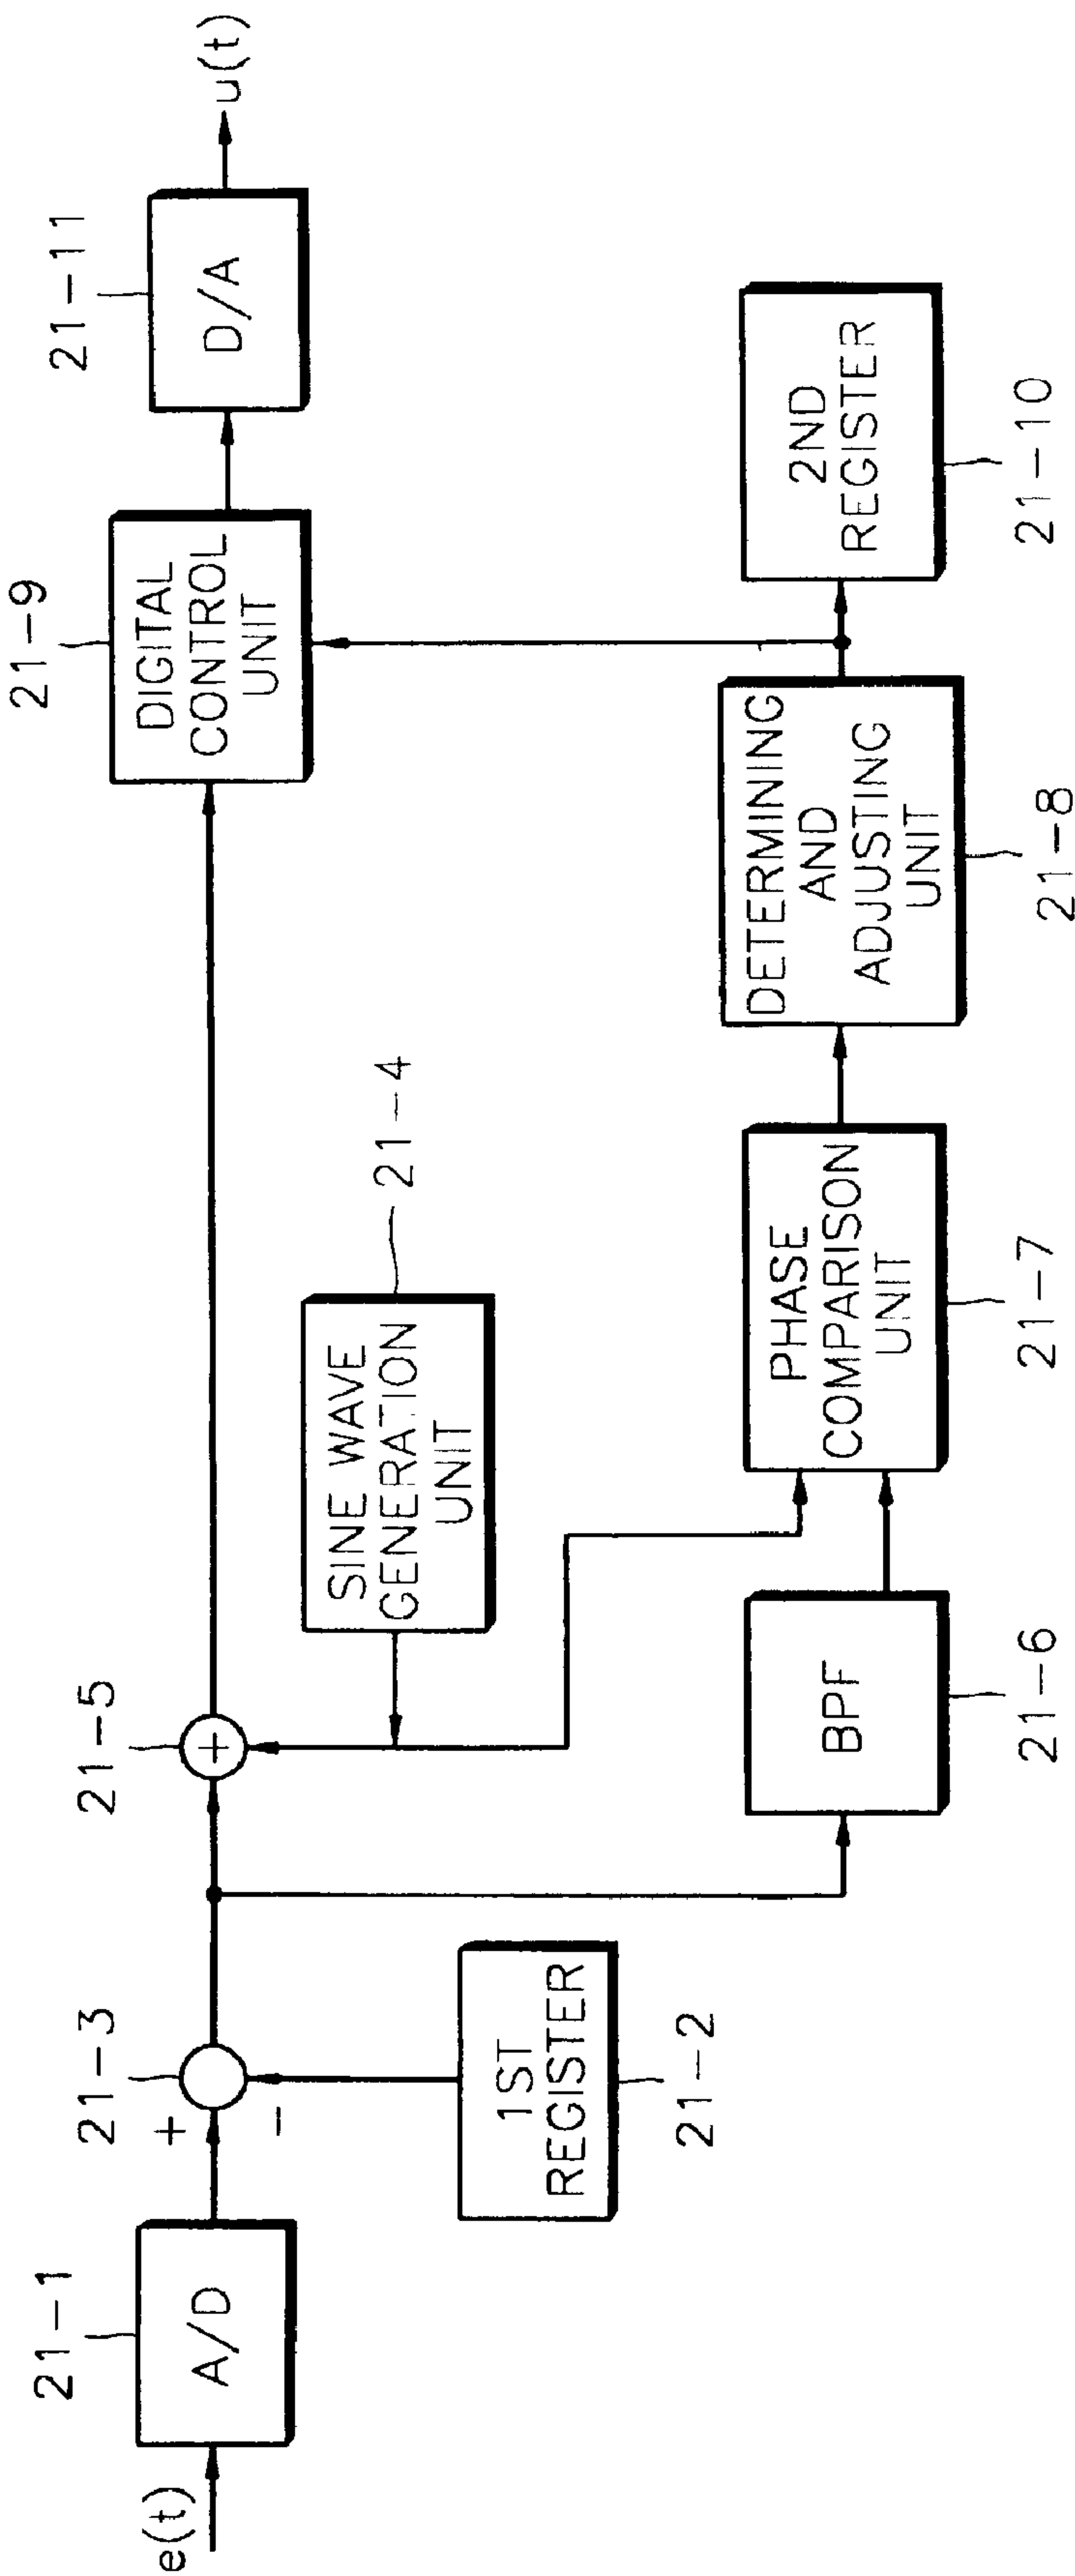 e(t)
21-1
A/D
21-3
+
-
1ST
REGISTER
21-2
21-5
+
SINE WAVE
GENERATION
UNIT
21-4
BPF
21-6
PHASE
COMPARISON
UNIT
21-7
DETERMINING
AND
ADJUSTING
UNIT
21-8
21-9
DIGITAL
CONTROL
UNIT
2ND
REGISTER
21-10
21-11
D/A
u(t)